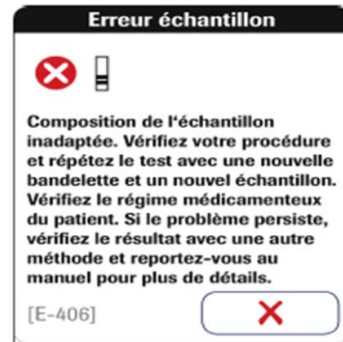 Erreur échantillon
Composition de l'échantillon
inadaptée. Vérifiez votre procédure
et répétez le test avec une nouvelle
bandelette et un nouvel échantillon.
Vérifiez le régime médicamenteux
du patient. Si le problème persiste,
vérifiez le résultat avec une autre
méthode et reportez-vous au
manuel pour plus de détails.
[E-406]